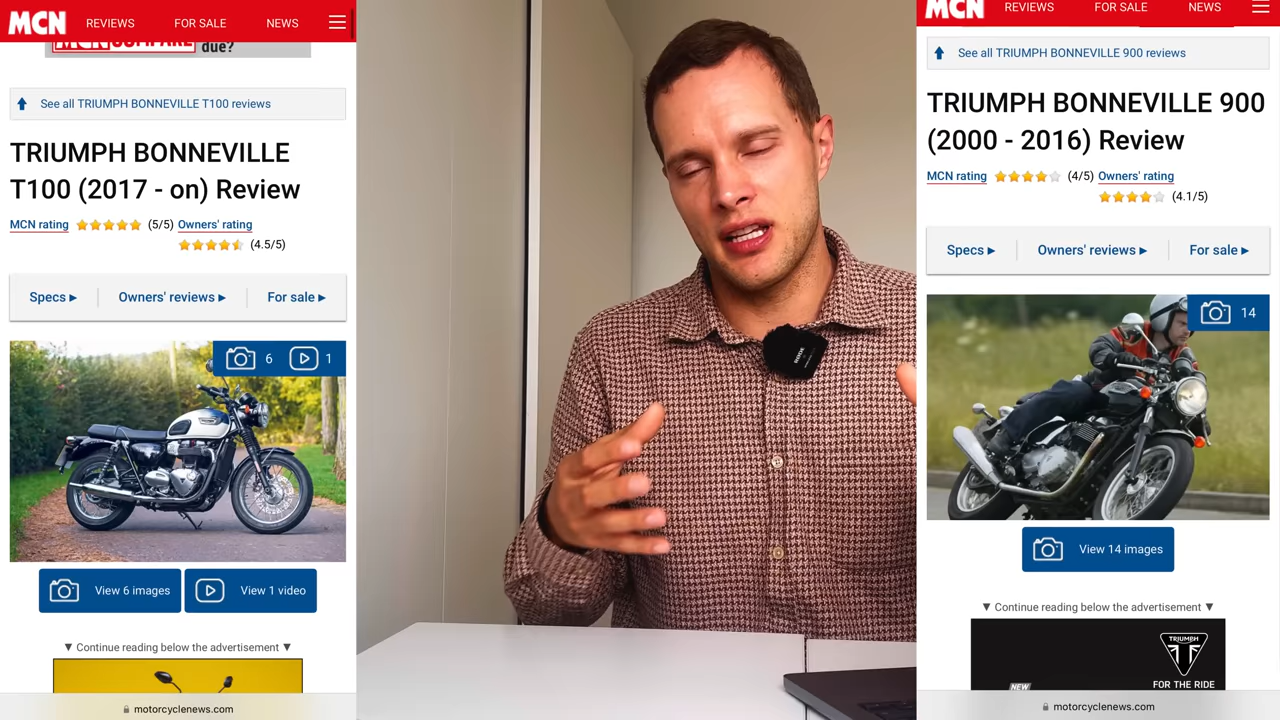 MCN REVIEWS FOR SALE NEWS
MCN COMPARE due?
See all TRIUMPH BONNEVILLE T100 reviews
TRIUMPH BONNEVILLE
T100 (2017 - on) Review
MCN rating (5/5) Owners' rating
(4.5/5)
Specs ▸ Owners' reviews ▸ For sale ▸
6 1
View 6 images View 1 video
▼ Continue reading below the advertisement ▼
motorcyclenews.com
RODE
MCN REVIEWS FOR SALE NEWS
See all TRIUMPH BONNEVILLE 900 reviews
TRIUMPH BONNEVILLE 900
(2000 - 2016) Review
MCN rating (4/5) Owners' rating
(4.1/5)
Specs ▸ Owners' reviews ▸ For sale ▸
14
View 14 images
▼ Continue reading below the advertisement ▼
TRIUMPH
FOR THE RIDE
NEW
motorcyclenews.com